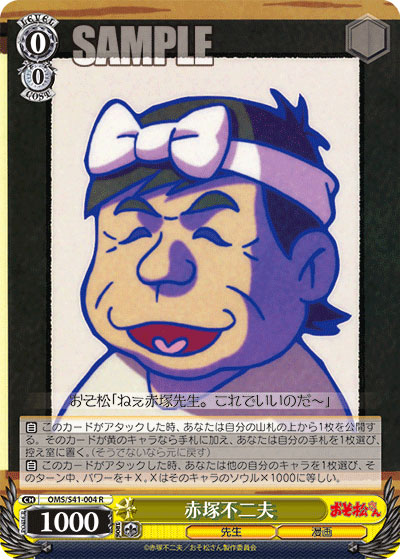 LEVEL
0
0
COST
SAMPLE
おそ松「ねぇ赤塚先生。これでいいのだ〜」
自 このカードがアタックした時、あなたは自分の山札の上から1枚を公開する。そのカードが黄のキャラなら手札に加え、あなたは自分の手札を1枚選び、控え室に置く。(そうでないなら元に戻す)
自 このカードがアタックした時、あなたは他の自分のキャラを1枚選び、そのターン中、パワーを+X。Xはそのキャラのソウル×1000に等しい。
CH OMS/S41-004 R
POWER
1000
赤塚不二夫
おそ松さん
先生
漫画
©赤塚不二夫/おそ松さん製作委員会